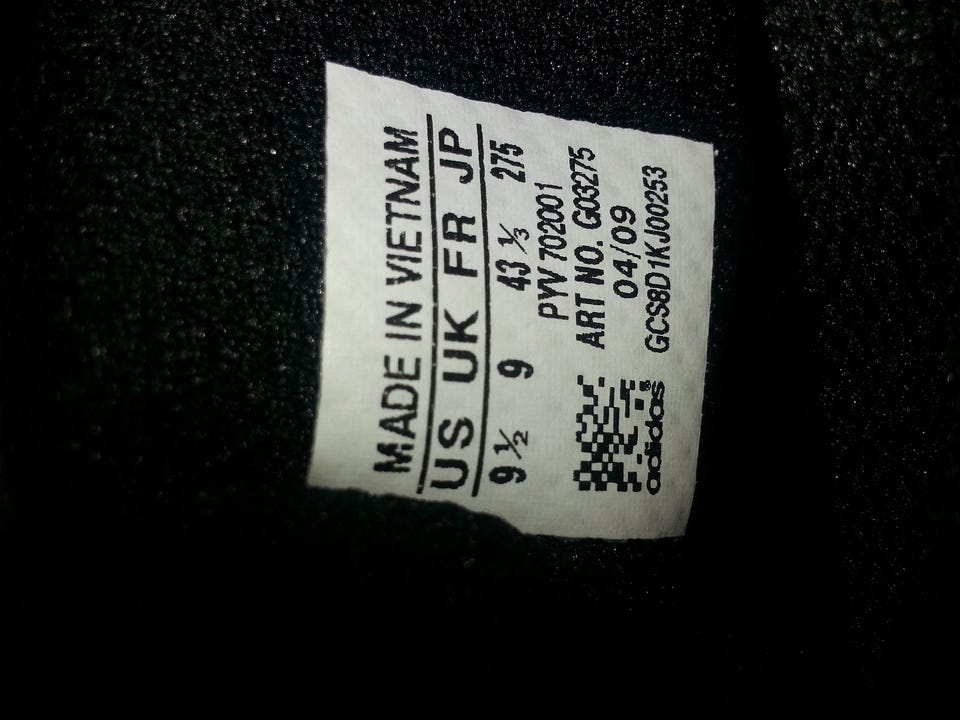 MADE IN VIETNAM
US UK FR JP
9 ½ 9 43 ⅓ 275
PYV 702001
ART NO. G03275
04/09
GCS8D1KJ00253
adidas®